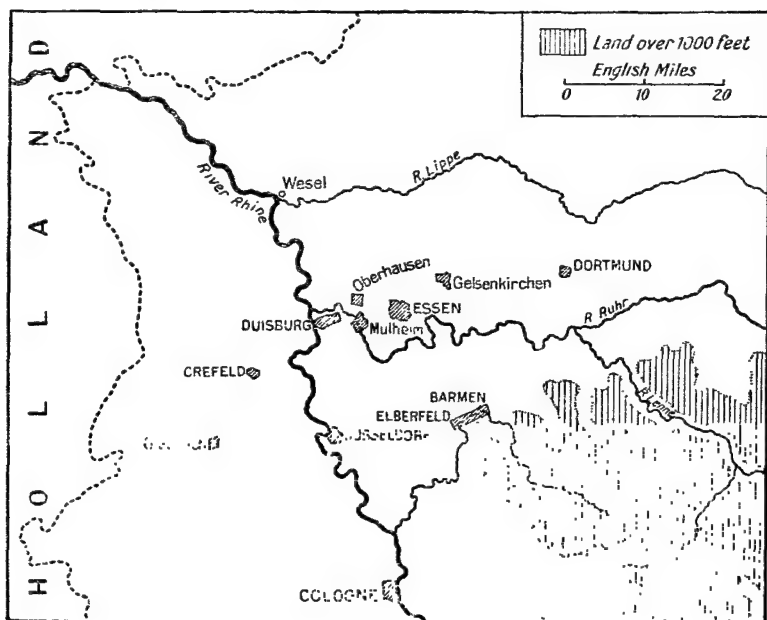 Land over 1000 feet
English Miles
0 10 20
HOLLAND
River Rhine
Wesel
R. Lippe
Oberhausen
Gelsenkirchen
DORTMUND
ESSEN
R. Ruhr
DUISBURG
Mulheim
CREFELD
BARMEN
ELBERFELD
COLOGNE